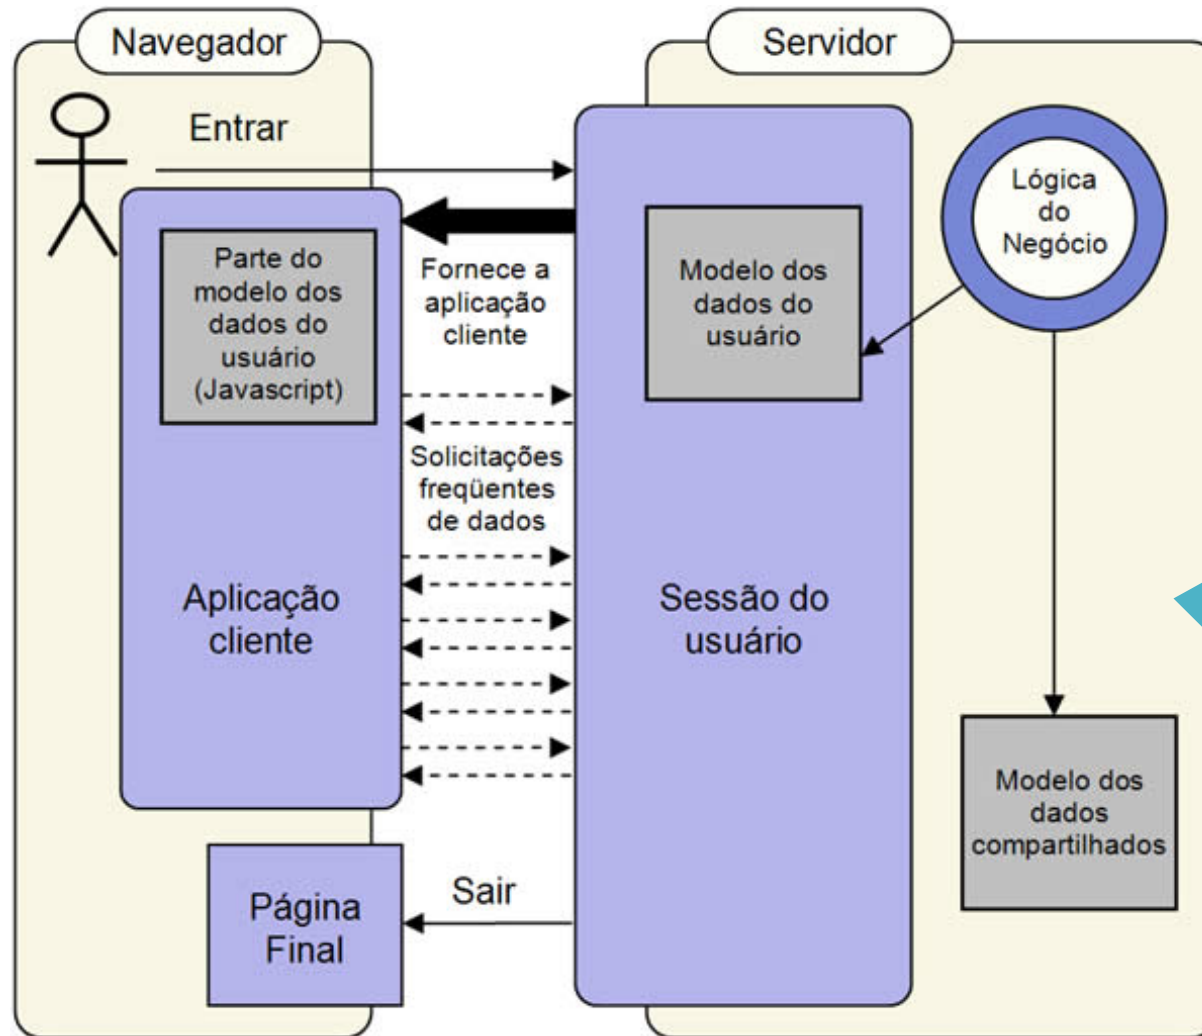 Navegador
Servidor
Entrar
Parte do
modelo dos
dados do
usuário
(Javascript)
Fornece a
aplicação
cliente
Modelo dos
dados do
usuário
Lógica
do
Negócio
Solicitações
freqüentes
de dados
Aplicação
cliente
Sessão do
usuário
Modelo dos
dados
compartilhados
Página
Final
Sair